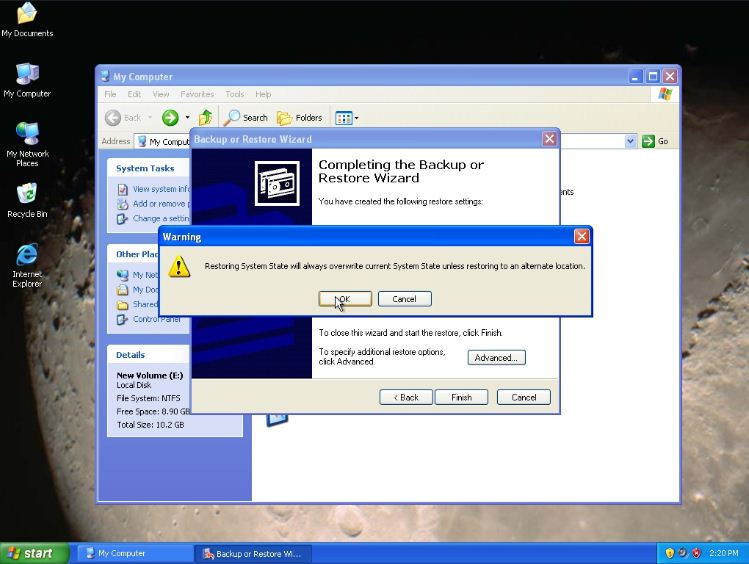 My Documents
My Computer
My Network
Places
Recycle Bin
Internet
Explorer
My Computer
File Edit View Favorites Tools Help
Back Search Folders
Address My Comput Go
System Tasks
View system info
Add or remove p
Change a settin
Other Plac
My Net
My Doc
Shared
Control Panel
Details
New Volume (E:)
Local Disk
File System: NTFS
Free Space: 8.90 GB
Total Size: 10.2 GB
ents
Backup or Restore Wizard
Completing the Backup or
Restore Wizard
You have created the following restore settings:
Warning
Restoring System State will always overwrite current System State unless restoring to an alternate location.
OK Cancel
To close this wizard and start the restore, click Finish.
To specify additional restore options,
click Advanced.
Advanced...
< Back Finish Cancel
start My Computer Backup or Restore Wi... 2:20 PM